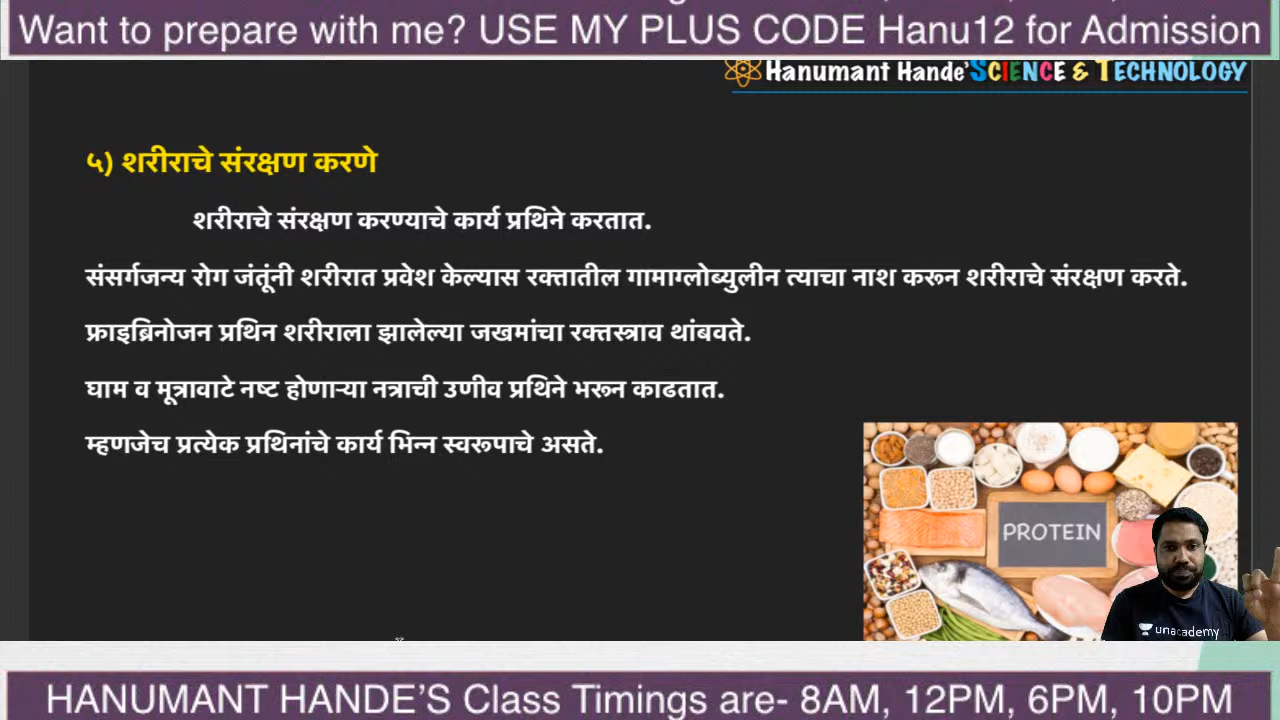 Want to prepare with me? USE MY PLUS CODE Hanu12 for Admission
Hanumant Hande'SCIENCE & TECHNOLOGY
५) शरीराचे संरक्षण करणे
शरीराचे संरक्षण करण्याचे कार्य प्रथिने करतात.
संसर्गजन्य रोग जंतूंनी शरीरात प्रवेश केल्यास रक्तातील गामाग्लोब्युलीन त्याचा नाश करून शरीराचे संरक्षण करते.
फ्राइब्रिनोजन प्रथिन शरीराला झालेल्या जखमांचा रक्तस्त्राव थांबवते.
घाम व मूत्रावाटे नष्ट होणाऱ्या नत्राची उणीव प्रथिने भरून काढतात.
म्हणजेच प्रत्येक प्रथिनांचे कार्य भिन्न स्वरूपाचे असते.
PROTEIN
unacademy
HANUMANT HANDE'S Class Timings are- 8AM, 12PM, 6PM, 10PM